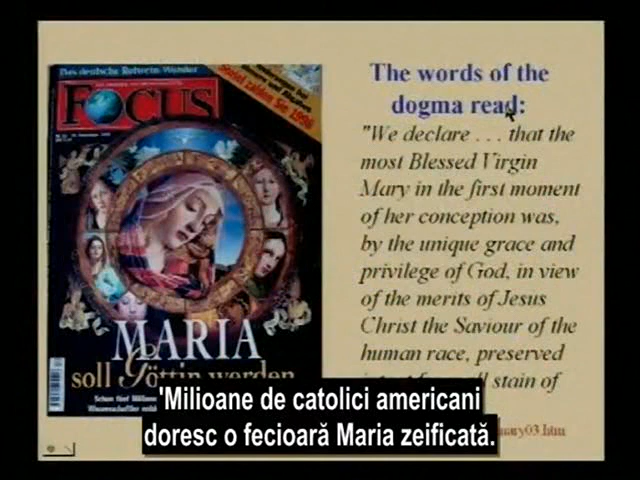 Das deutsche Rotwein-Wunder
FOCUS
MARIA
soll Göttin werden
The words of the
dogma read:
"We declare . . . that the
most Blessed Virgin
Mary in the first moment
of her conception was,
by the unique grace and
privilege of God, in view
of the merits of Jesus
Christ the Saviour of the
human race, preserved
stain of
'Milioane de catolici americani
doresc o fecioară Maria zeificată.